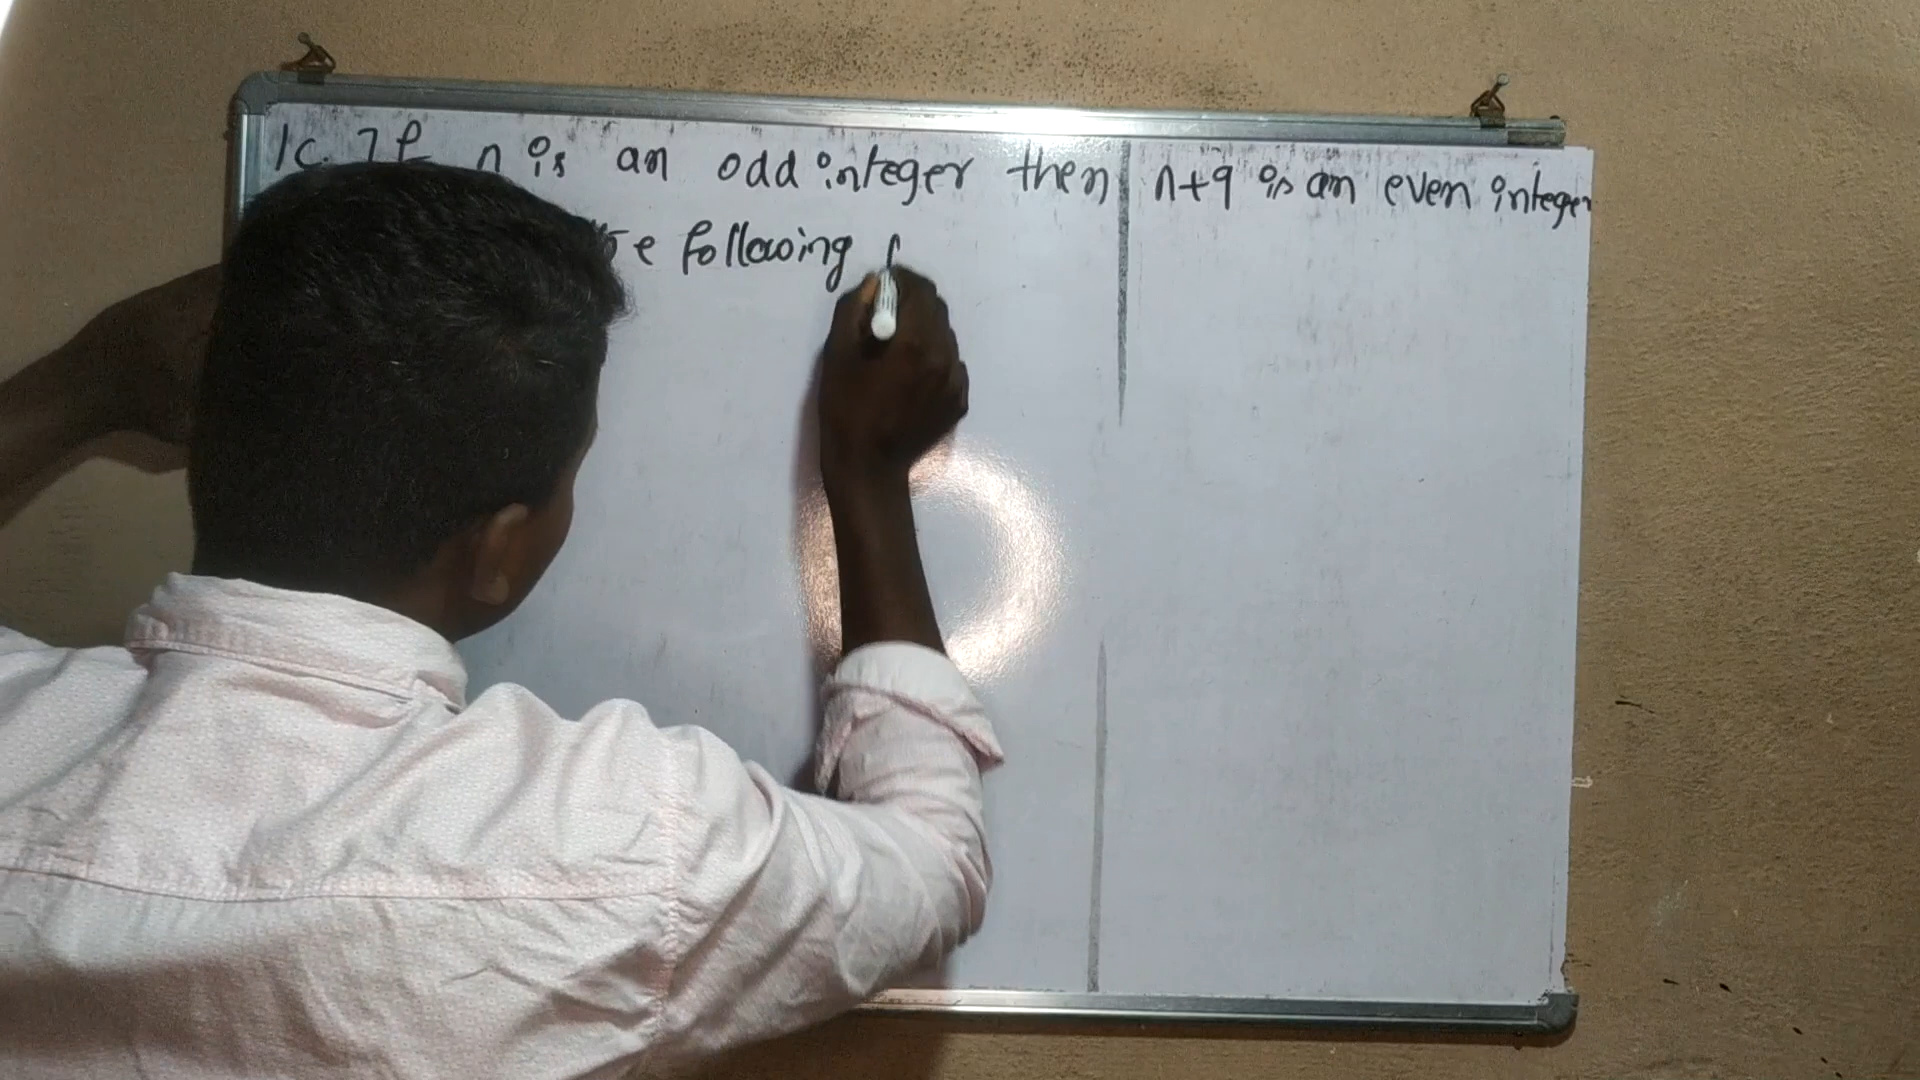 1c. If n is an odd integer then n+9 is an even integer
following